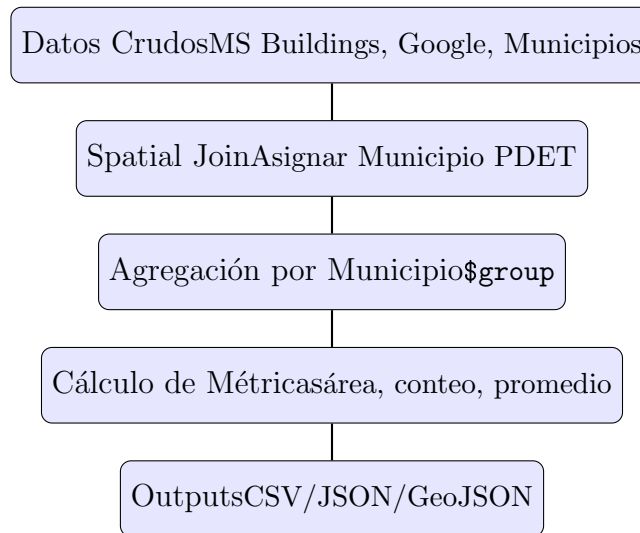 Datos CrudosMS Buildings, Google, Municipios
Spatial JoinAsignar Municipio PDET
Agregación por Municipio$group
Cálculo de Métricasárea, conteo, promedio
OutputsCSV/JSON/GeoJSON